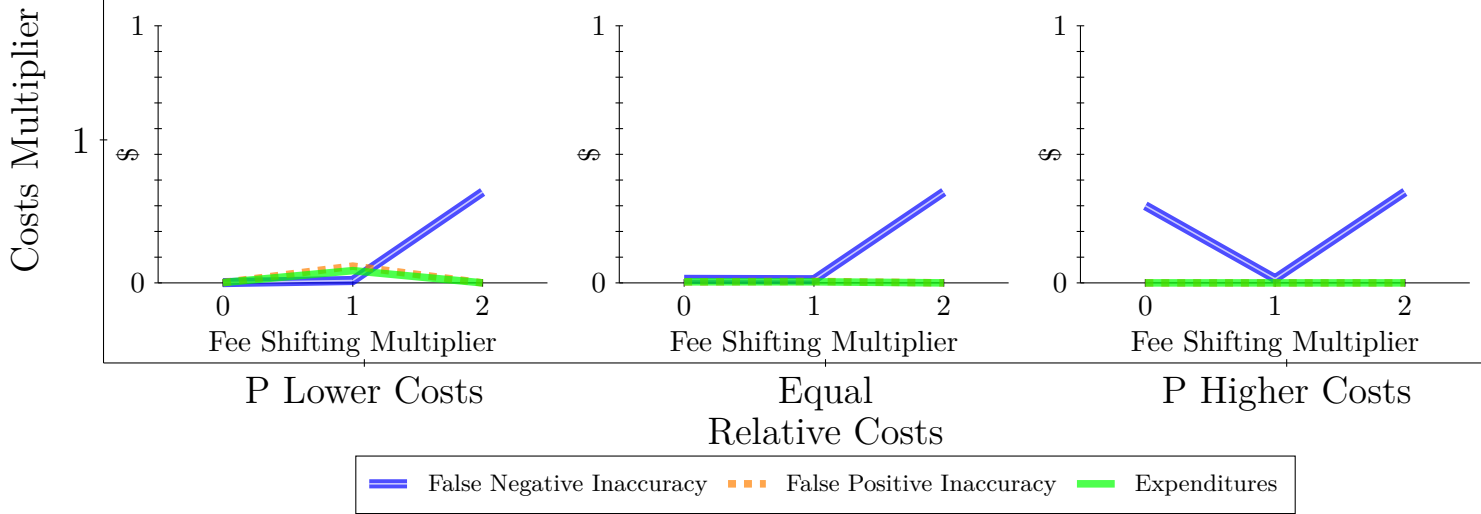 Costs Multiplier
1
1
$
0
0 1 2
Fee Shifting Multiplier
1
$
0
0 1 2
Fee Shifting Multiplier
1
$
0
0 1 2
Fee Shifting Multiplier
P Lower Costs
Equal
P Higher Costs
Relative Costs
False Negative Inaccuracy
False Positive Inaccuracy
Expenditures